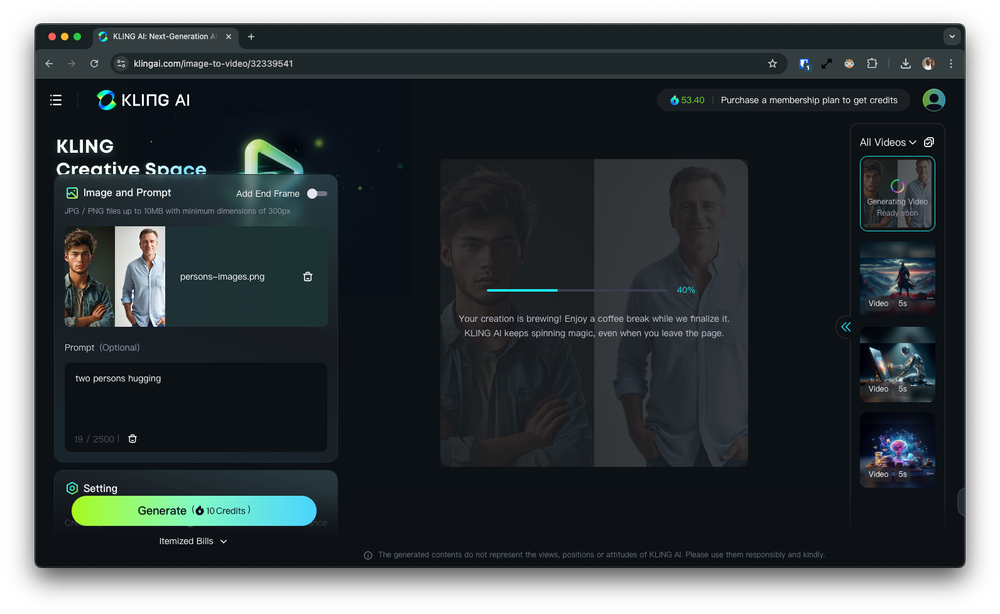 KLING AI: Next-Generation AI
klingai.com/image-to-video/32339541
1
KLING AI
53.40
Purchase a membership plan to get credits
KLING
Creative Space
Image and Prompt
Add End Frame
JPG / PNG files up to 10MB with minimum dimensions of 300px
persons-images.png
Prompt (Optional)
two persons hugging
19 / 2500
Setting
Generate ( 10 Credits )
Itemized Bills
40%
Your creation is brewing! Enjoy a coffee break while we finalize it.
KLING AI keeps spinning magic, even when you leave the page.
The generated contents do not represent the views, positions or attitudes of KLING AI. Please use them responsibly and kindly.
All Videos
Generating Video
Ready soon
Video 5s
Video 5s
Video 5s